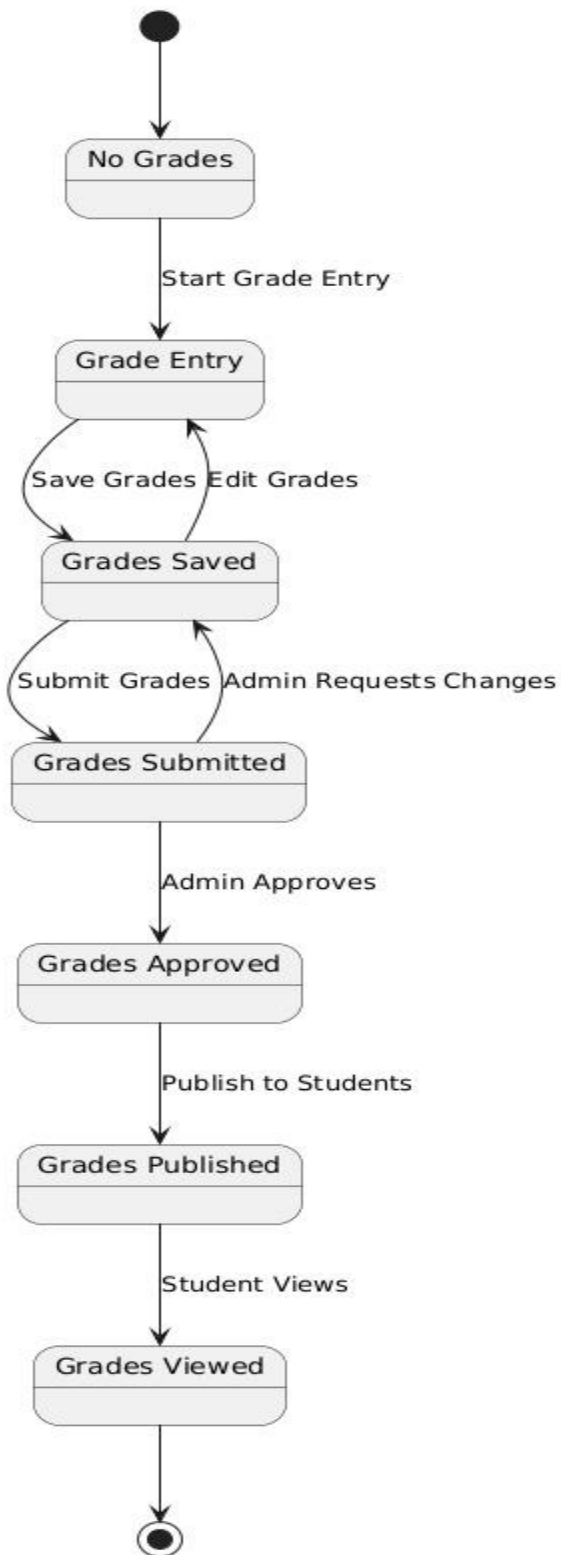 No Grades
Start Grade Entry
Grade Entry
Save Grades
Edit Grades
Grades Saved
Submit Grades
Admin Requests Changes
Grades Submitted
Admin Approves
Grades Approved
Publish to Students
Grades Published
Student Views
Grades Viewed